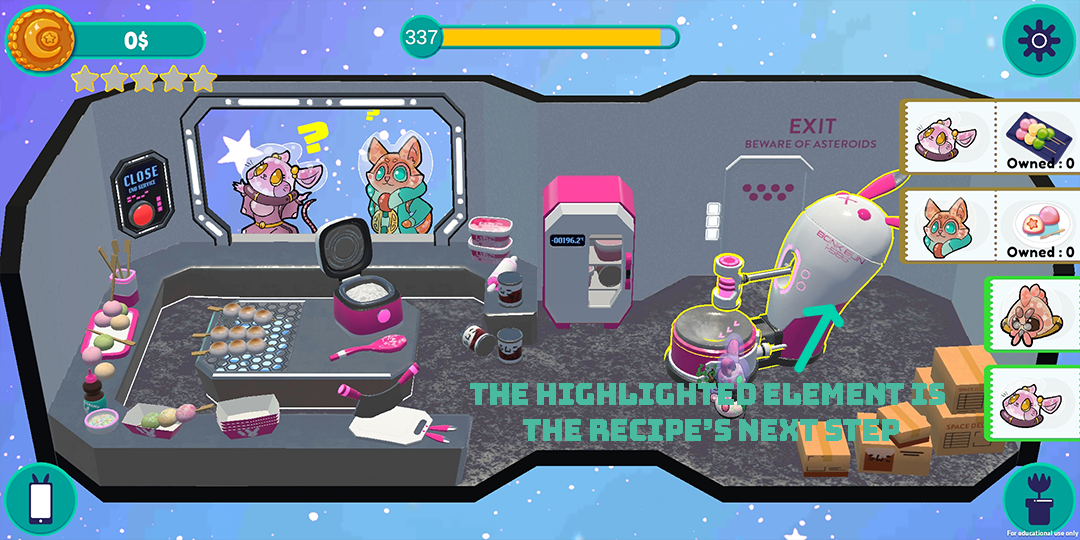 0$
337
CLOSE
END SERVICE
EXIT
BEWARE OF ASTEROIDS
-00196.2°
Owned : 0
Owned : 0
THE HIGHLIGHTED ELEMENT IS
THE RECIPE'S NEXT STEP
For educational use only